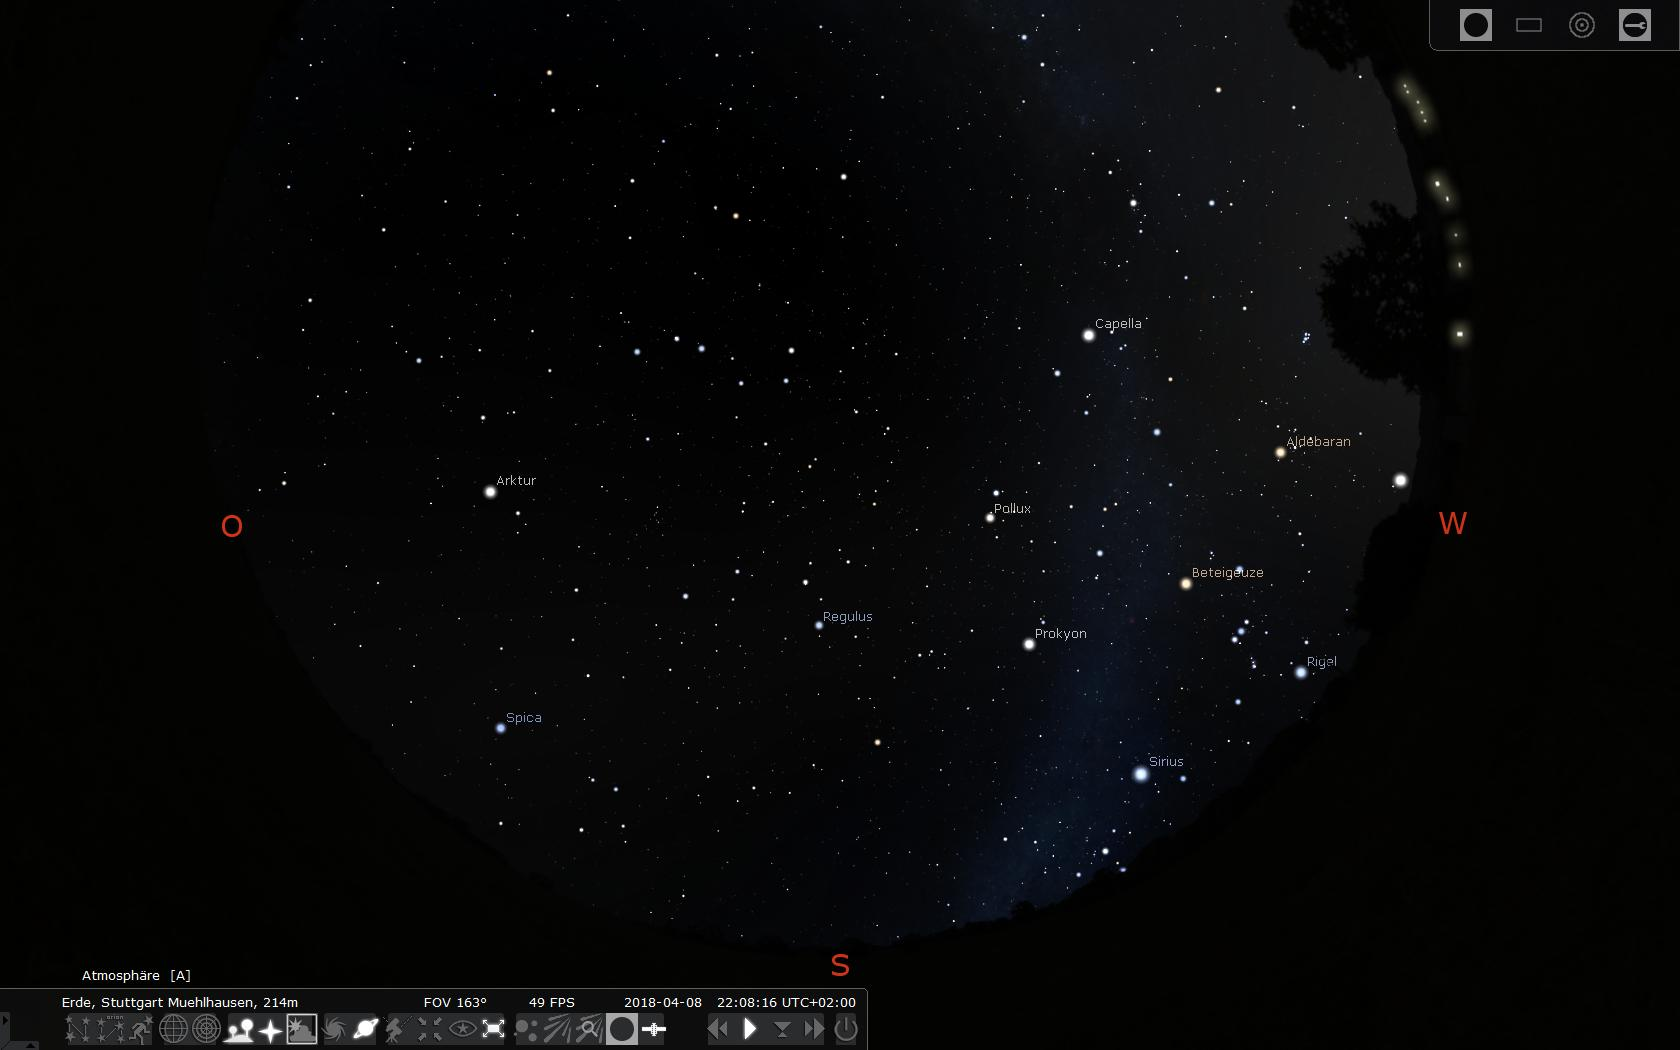 Capella
Aldebaran
Arktur
Pollux
O
W
Beteigeuze
Regulus
Prokyon
Rigel
Spica
Sirius
S
Atmosphäre [A]
Erde, Stuttgart Muehlhausen, 214m FOV 163° 49 FPS 2018-04-08 22:08:16 UTC+02:00